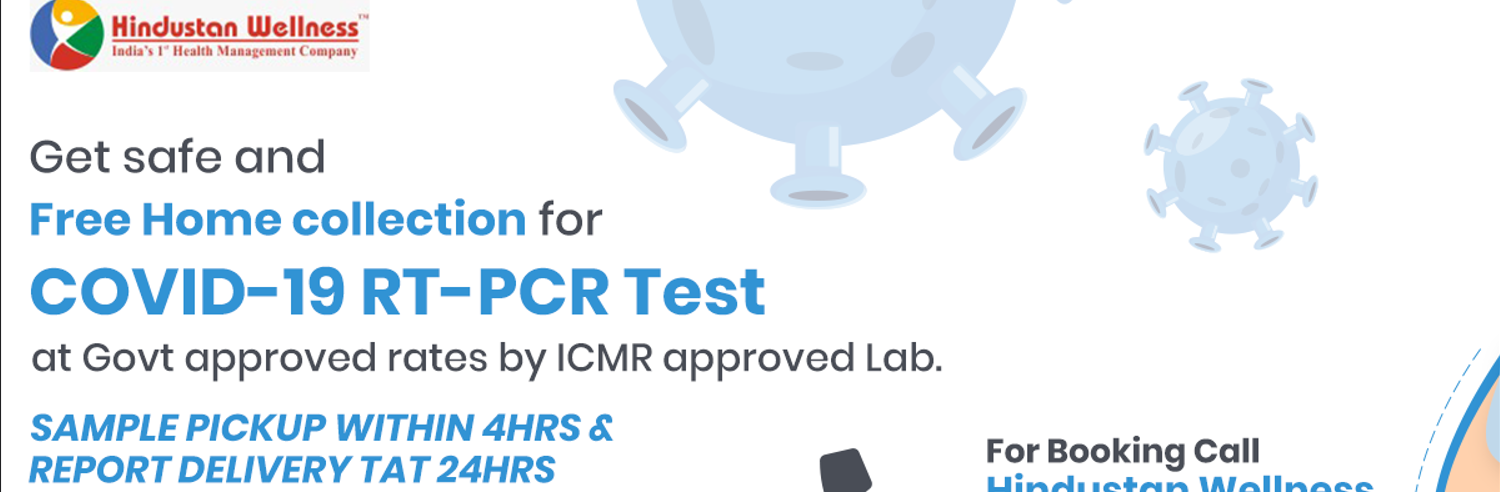 Hindustan Wellness™
India's 1st Health Management Company
Get safe and
Free Home collection for
COVID-19 RT-PCR Test
at Govt approved rates by ICMR approved Lab.
SAMPLE PICKUP WITHIN 4HRS &
REPORT DELIVERY TAT 24HRS
For Booking Call
Hindustan Wellness